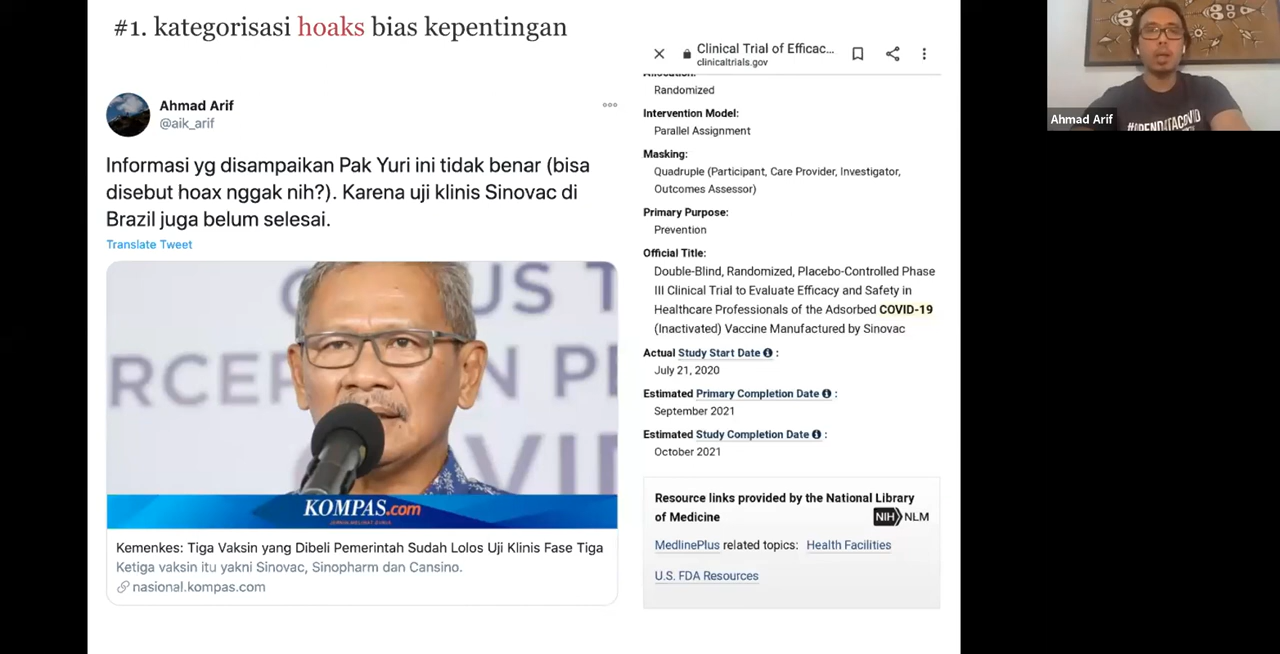 #1. kategorisasi hoaks bias kepentingan
Ahmad Arif
@aik_arif
Informasi yg disampaikan Pak Yuri ini tidak benar (bisa
disebut hoax nggak nih?). Karena uji klinis Sinovac di
Brazil juga belum selesai.
Translate Tweet
KOMPAS.com
JERNIH MELIHAT DUNIA
Kemenkes: Tiga Vaksin yang Dibeli Pemerintah Sudah Lolos Uji Klinis Fase Tiga
Ketiga vaksin itu yakni Sinovac, Sinopharm dan Cansino.
nasional.kompas.com
Clinical Trial of Efficac...
clinicaltrials.gov
Allocation:
Randomized
Intervention Model:
Parallel Assignment
Masking:
Quadruple (Participant, Care Provider, Investigator,
Outcomes Assessor)
Primary Purpose:
Prevention
Official Title:
Double-Blind, Randomized, Placebo-Controlled Phase
III Clinical Trial to Evaluate Efficacy and Safety in
Healthcare Professionals of the Adsorbed COVID-19
(Inactivated) Vaccine Manufactured by Sinovac
Actual Study Start Date :
July 21, 2020
Estimated Primary Completion Date :
September 2021
Estimated Study Completion Date :
October 2021
Resource links provided by the National Library
of Medicine
NIH NLM
MedlinePlus related topics: Health Facilities
U.S. FDA Resources
Ahmad Arif
#OPENDATACOVID